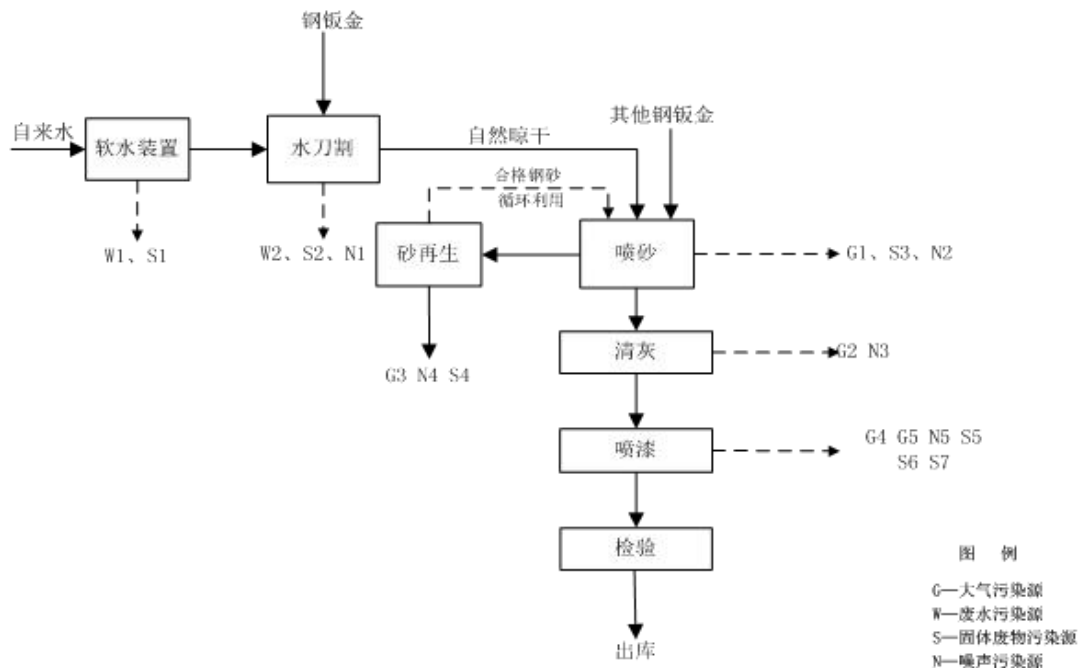 钢钣金
其他钢钣金
自来水
软水装置
水刀割
自然晾干
合格钢砂
循环利用
W1、S1
W2、S2、N1
砂再生
喷砂
G1、S3、N2
清灰
G2 N3
G3 N4 S4
喷漆
G4 G5 N5 S5
S6 S7
检验
出库
图 例
G—大气污染源
W—废水污染源
S—固体废物污染源
N—噪声污染源